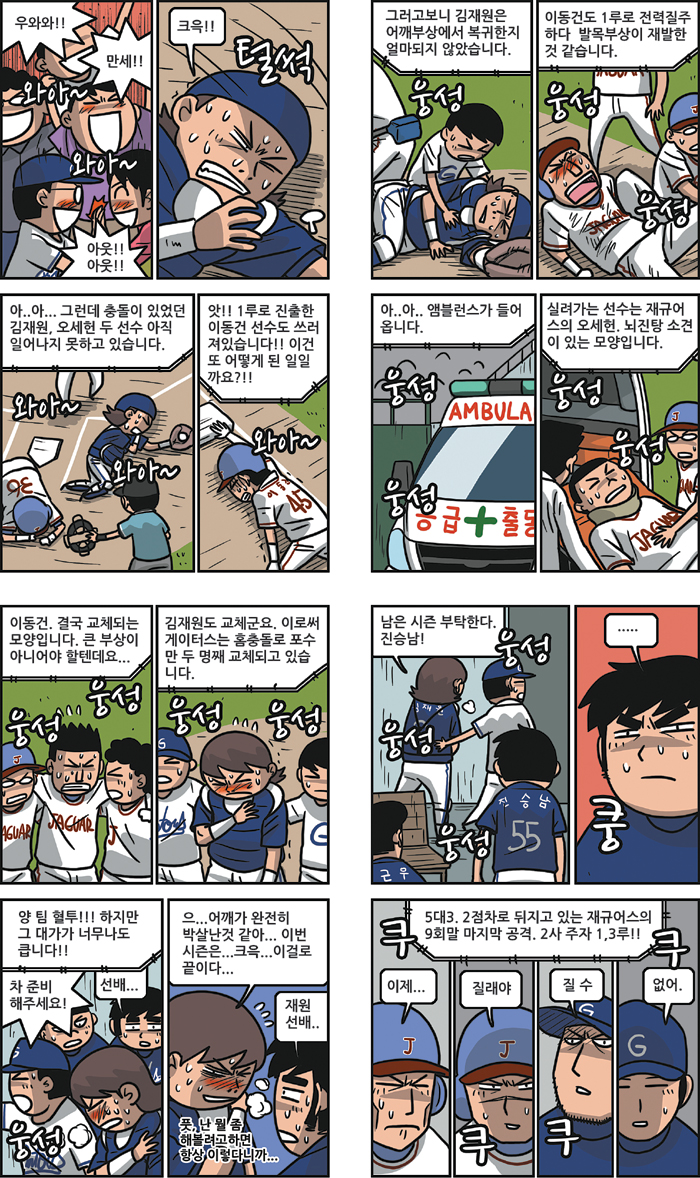 우와와!!
만세!!
와아~
와아~
아웃!!
아웃!!
크윽!!
털썩
그러고보니 김재원은
어깨부상에서 복귀한지
얼마되지 않았습니다.
웅성
이동건도 1루로 전력질주
하다 발목부상이 재발한
것 같습니다.
JAGUAR
웅성
J
JAGUAR
웅성
아..아... 그런데 충돌이 있었던
김재원, 오세헌 두 선수 아직
일어나지 못하고 있습니다.
와아~
와아~
앗!! 1루로 진출한
이동건 선수도 쓰러
져있습니다!! 이건
또 어떻게 된 일일
까요?!!
와아~
45
아..아.. 앰블런스가 들어
옵니다.
웅성
AMBULA
웅성
응급 출동
실려가는 선수는 재규어
스의 오세헌. 뇌진탕 소견
이 있는 모양입니다.
웅성
웅성
J
JAGUAR
이동건. 결국 교체되는
모양입니다. 큰 부상이
아니어야 할텐데요...
웅성
웅성
J
AGUAR
JAGUAR
J
김재원도 교체군요. 이로써
게이터스는 홈충돌로 포수
만 두 명째 교체되고 있습
니다.
웅성
웅성
G
G
남은 시즌 부탁한다.
진승남!
웅성
웅성
진승남
55
웅성
근우
.....
쿵
양 팀 혈투!!! 하지만
그 대가가 너무나도
큽니다!!
차 준비
해주세요!
선배...
G
웅성
으...어깨가 완전히
박살난것 같아... 이번
시즌은...크윽...이걸로
끝이다...
재원
선배..
풋, 난 뭘 좀
해볼려고하면
항상 이렇다니까...
5대3. 2점차로 뒤지고 있는 재규어스의
9회말 마지막 공격. 2사 주자 1,3루!!
쿠
쿠
이제...
J
질래야
J
쿠
질 수
G
쿠
없어.
G